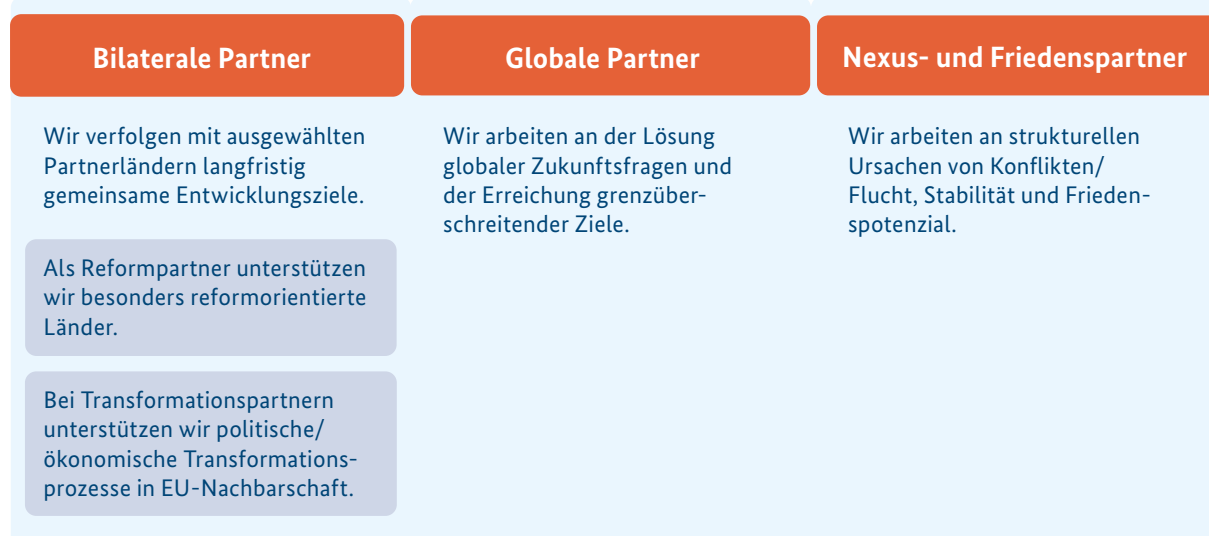 Bilaterale Partner
Wir verfolgen mit ausgewählten
Partnerländern langfristig
gemeinsame Entwicklungsziele.
Als Reformpartner unterstützen
wir besonders reformorientierte
Länder.
Bei Transformationspartnern
unterstützen wir politische/
ökonomische Transformations-
prozesse in EU-Nachbarschaft.
Globale Partner
Wir arbeiten an der Lösung
globaler Zukunftsfragen und
der Erreichung grenzüber-
schreitender Ziele.
Nexus- und Friedenspartner
Wir arbeiten an strukturellen
Ursachen von Konflikten/
Flucht, Stabilität und Frieden-
spotenzial.